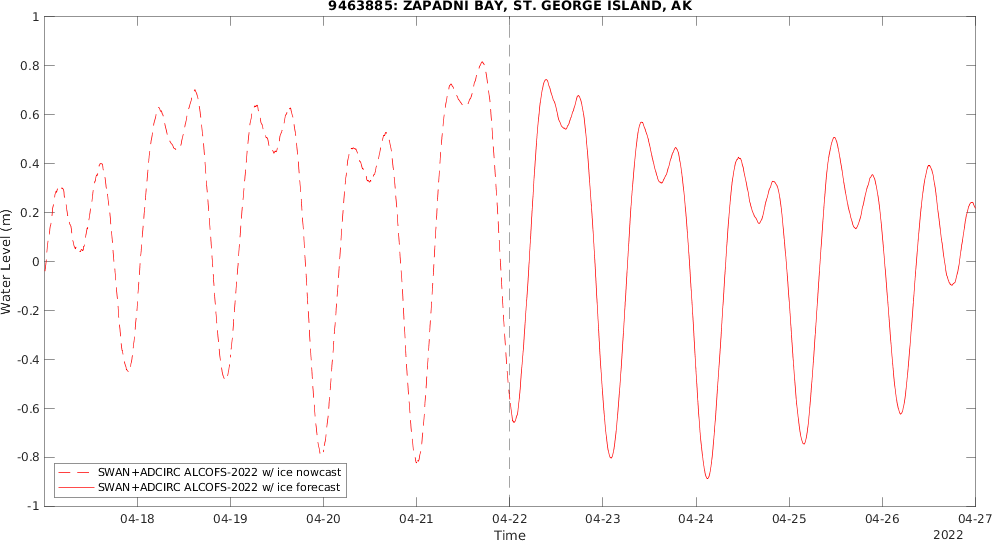 9463885: ZAPADNI BAY, ST. GEORGE ISLAND, AK
1
0.8
0.6
0.4
0.2
0
-0.2
-0.4
-0.6
-0.8
-1
Water Level (m)
SWAN+ADCIRC ALCOFS-2022 w/ ice nowcast
SWAN+ADCIRC ALCOFS-2022 w/ ice forecast
04-18 04-19 04-20 04-21 04-22 04-23 04-24 04-25 04-26 04-27
Time
2022